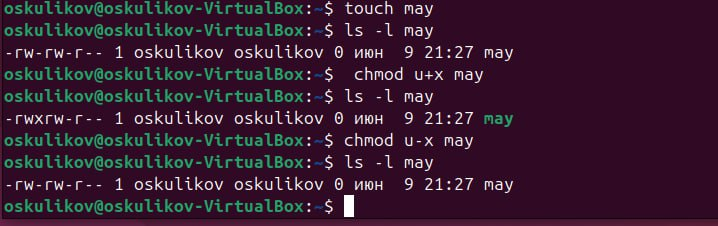 oskulikov@oskulikov-VirtualBox:~$ touch may
oskulikov@oskulikov-VirtualBox:~$ ls -l may
-rw-rw-r-- 1 oskulikov oskulikov 0 июн  9 21:27 may
oskulikov@oskulikov-VirtualBox:~$  chmod u+x may
oskulikov@oskulikov-VirtualBox:~$ ls -l may
-rwxrw-r-- 1 oskulikov oskulikov 0 июн  9 21:27 may
oskulikov@oskulikov-VirtualBox:~$ chmod u-x may
oskulikov@oskulikov-VirtualBox:~$ ls -l may
-rw-rw-r-- 1 oskulikov oskulikov 0 июн  9 21:27 may
oskulikov@oskulikov-VirtualBox:~$